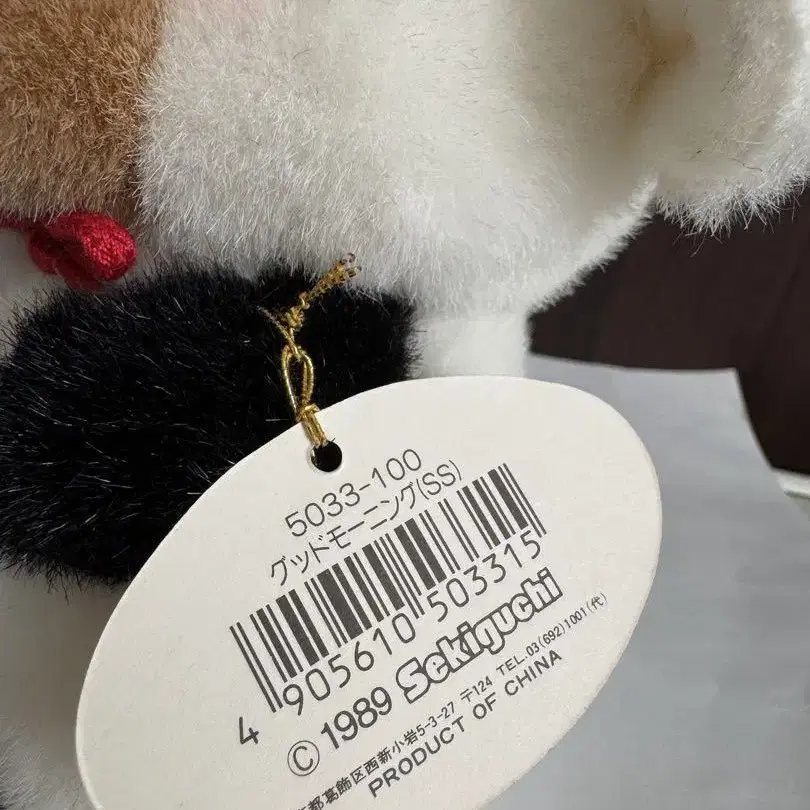 5033-100
グッドモーニング(SS)
4 905610 503315
© 1989 Sekiguchi
都葛飾区西新小岩5-3-27 〒124 TEL.03(692)1001(代)
PRODUCT OF CHINA